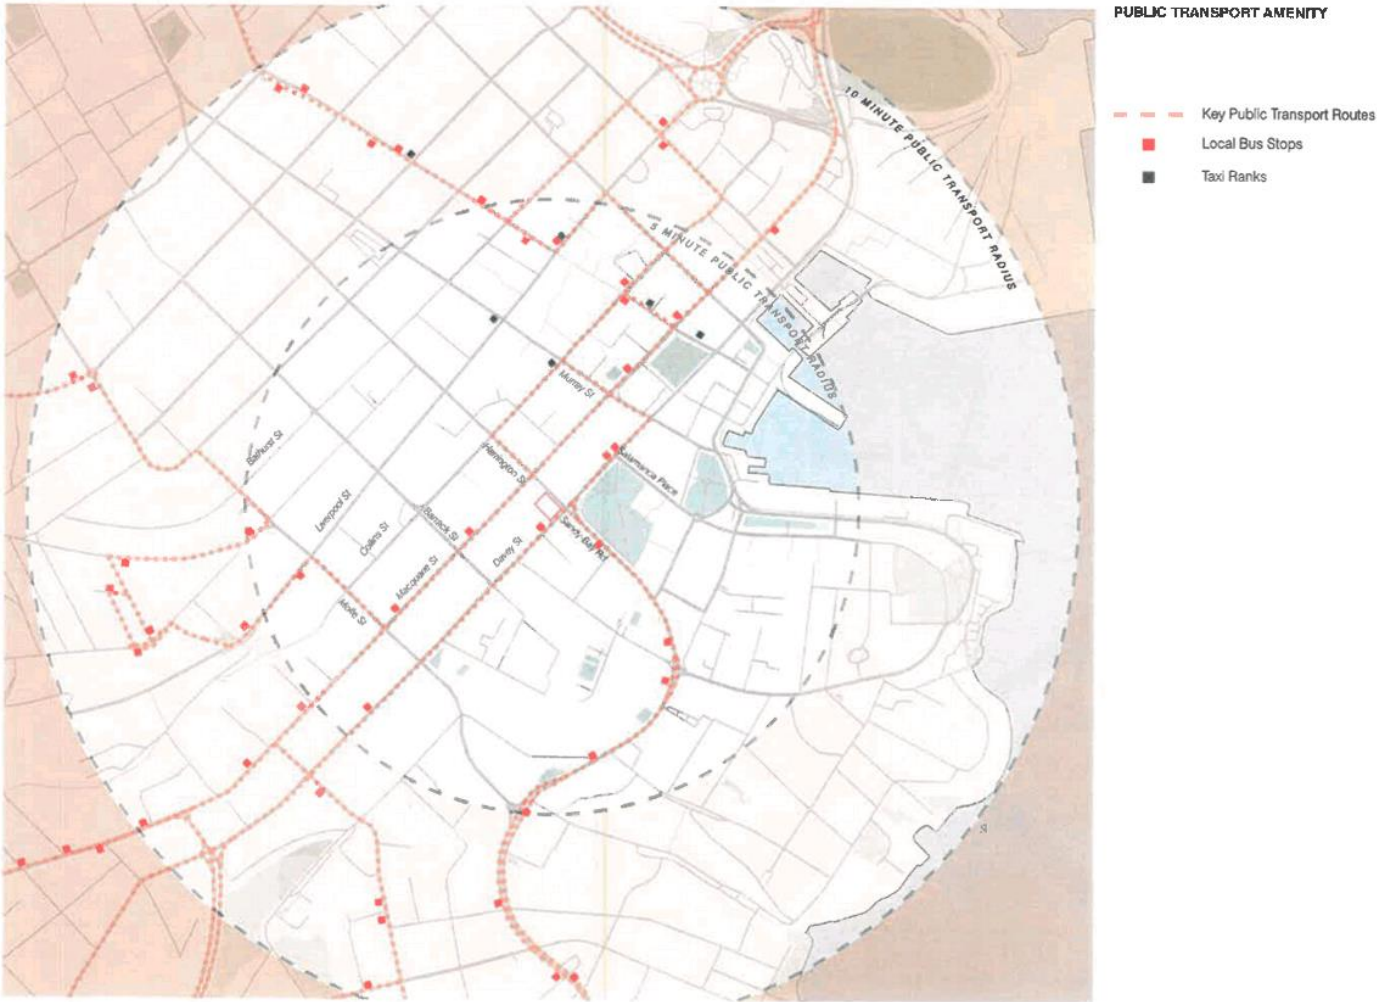 PUBLIC TRANSPORT AMENITY
10 MINUTE PUBLIC TRANSPORT RADIUS
Key Public Transport Routes
Local Bus Stops
Taxi Ranks
5 MINUTE PUBLIC TRANSPORT RADIUS
Murray St
Bathurst St
Harrington St
Salamanca Place
Liverpool St
Collins St
Barrack St
Sandy Bay Rd
Davey St
Macquarie St
Molle St